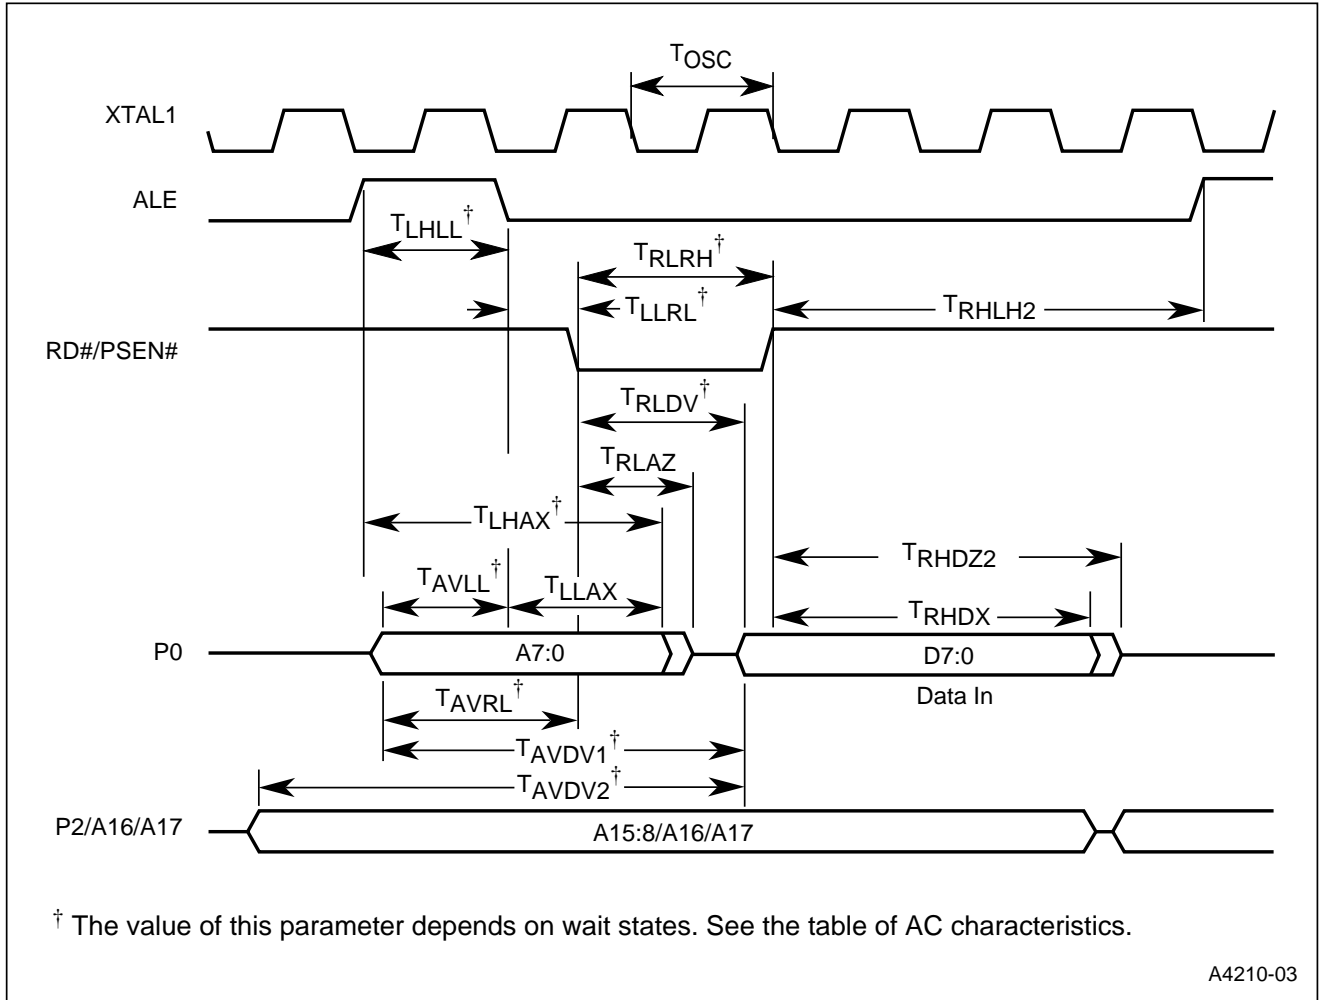 TOSC
XTAL1
ALE
TLHLL†
TRLRH†
TLLRL†
TRHLH2
RD#/PSEN#
TRLDV†
TRLAZ
TLHAX†
TRHDZ2
TAVLL†
TLLAX
TRHDX
P0
A7:0
D7:0
Data In
TAVRL†
TAVDV1†
TAVDV2†
P2/A16/A17
A15:8/A16/A17
† The value of this parameter depends on wait states. See the table of AC characteristics.
A4210-03